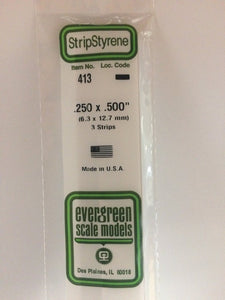 StripStyrene
Item No. Loc. Code
413
.250 x .500"
(6.3 x 12.7 mm)
3 Strips
Made in U.S.A.
evergreen
scale models
Des Plaines, IL 60018